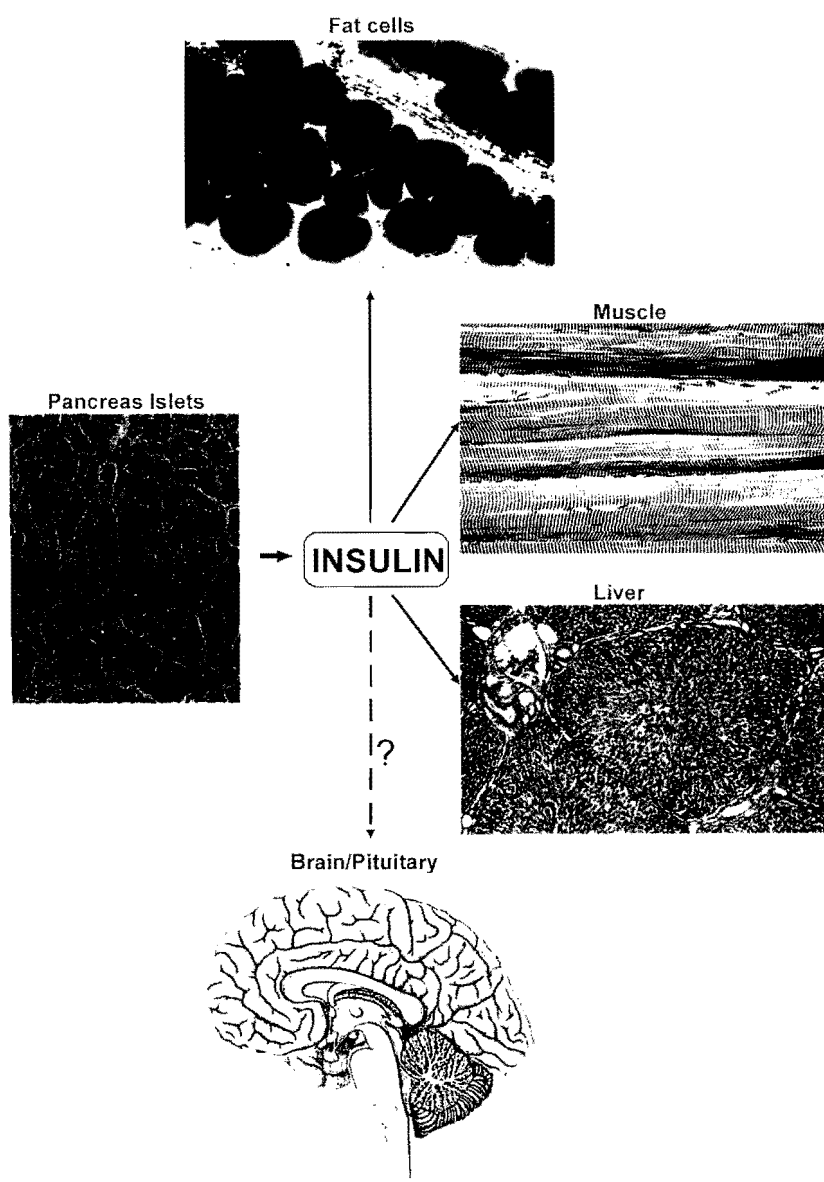 Fat cells
Muscle
Pancreas Islets
INSULIN
Liver
?
Brain/Pituitary